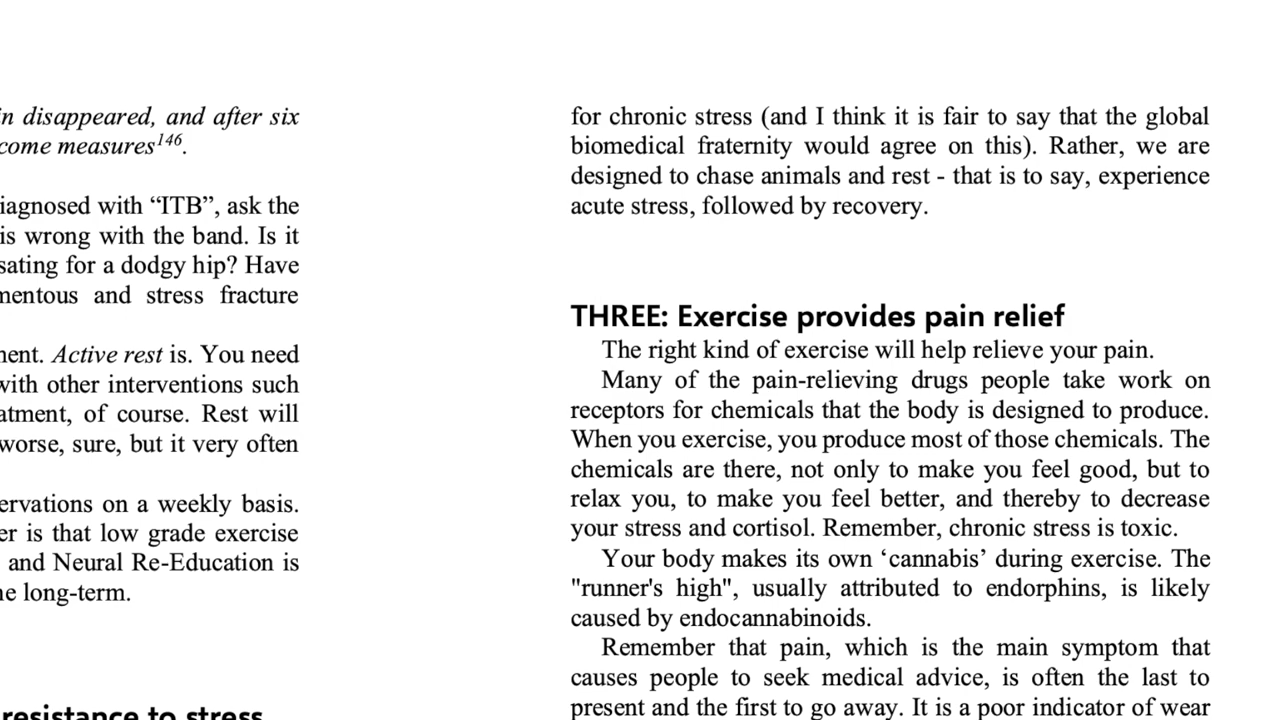 in disappeared, and after six
come measures146.
iagnosed with “ITB”, ask the
is wrong with the band. Is it
sating for a dodgy hip? Have
mentous and stress fracture
nent. Active rest is. You need
with other interventions such
atment, of course. Rest will
worse, sure, but it very often
ervations on a weekly basis.
er is that low grade exercise
and Neural Re-Education is
ne long-term.
resistance to stress
for chronic stress (and I think it is fair to say that the global
biomedical fraternity would agree on this). Rather, we are
designed to chase animals and rest - that is to say, experience
acute stress, followed by recovery.
THREE: Exercise provides pain relief
The right kind of exercise will help relieve your pain.
Many of the pain-relieving drugs people take work on
receptors for chemicals that the body is designed to produce.
When you exercise, you produce most of those chemicals. The
chemicals are there, not only to make you feel good, but to
relax you, to make you feel better, and thereby to decrease
your stress and cortisol. Remember, chronic stress is toxic.
Your body makes its own ‘cannabis’ during exercise. The
"runner's high", usually attributed to endorphins, is likely
caused by endocannabinoids.
Remember that pain, which is the main symptom that
causes people to seek medical advice, is often the last to
present and the first to go away. It is a poor indicator of wear